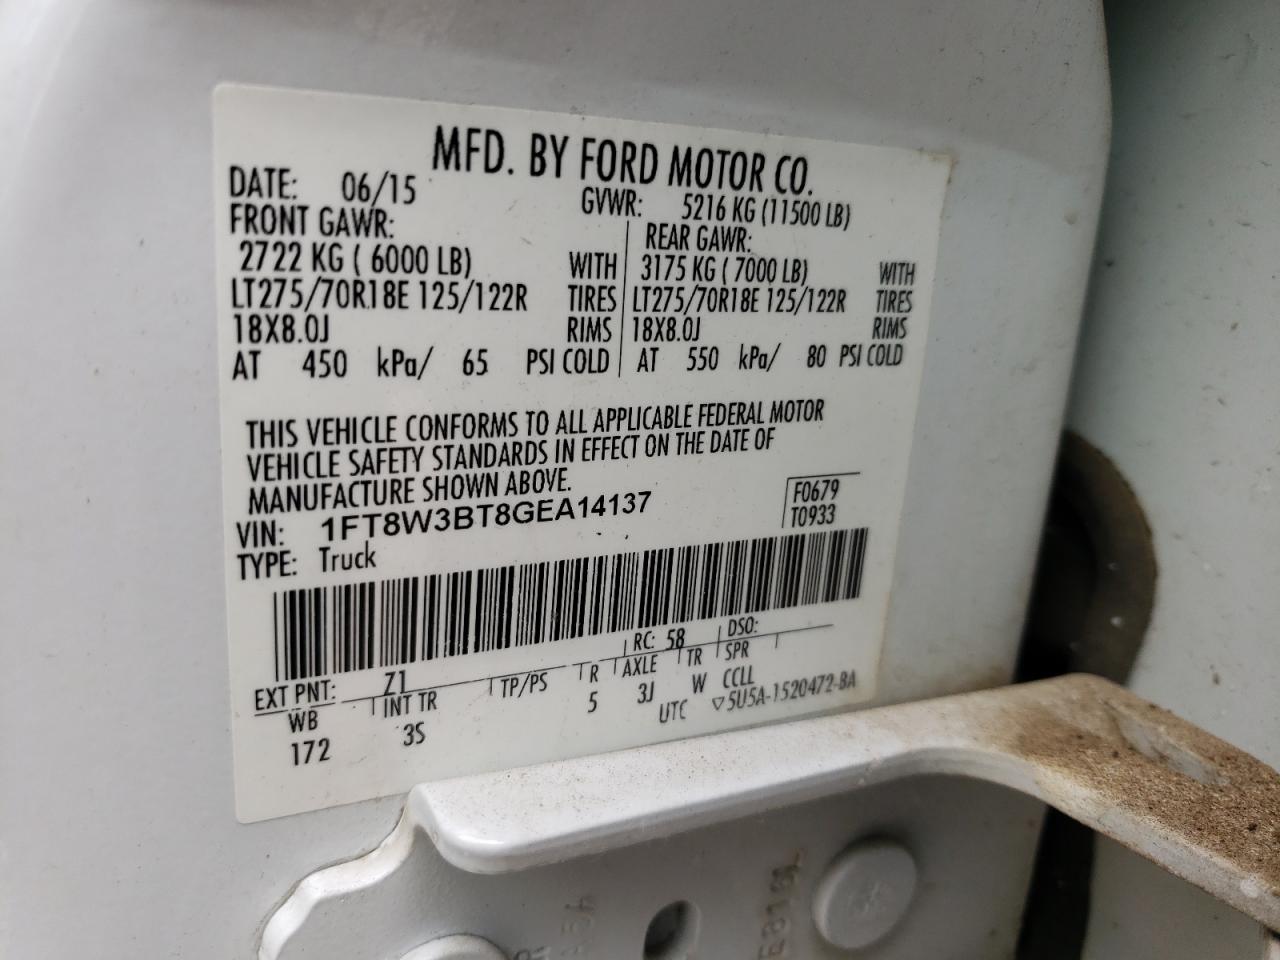 MFD. BY FORD MOTOR CO.
DATE: 06/15 GVWR: 5216 KG (11500 LB)
FRONT GAWR: REAR GAWR:
2722 KG ( 6000 LB) WITH 3175 KG ( 7000 LB) WITH
LT275/70R18E 125/122R TIRES LT275/70R18E 125/122R TIRES
18X8.0J RIMS 18X8.0J RIMS
AT 450 kPa/ 65 PSI COLD AT 550 kPa/ 80 PSI COLD
THIS VEHICLE CONFORMS TO ALL APPLICABLE FEDERAL MOTOR
VEHICLE SAFETY STANDARDS IN EFFECT ON THE DATE OF
MANUFACTURE SHOWN ABOVE.
VIN: 1FT8W3BT8GEA14137 F0679
TYPE: Truck T0933
EXT PNT: Z1 RC: 58 DSO:
WB INT TR TP/PS R AXLE TR SPR
172 3S 5 3J W CCLL
UTC ▽5U5A-1520472-BA